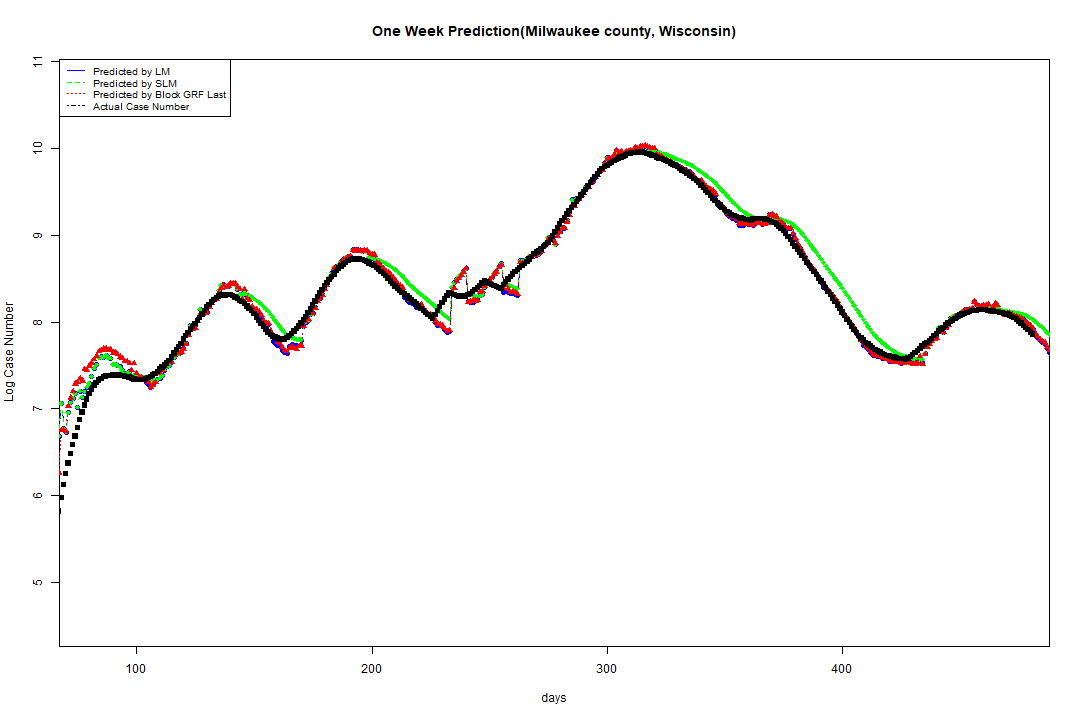 One Week Prediction(Milwaukee county, Wisconsin)
Predicted by LM
Predicted by SLM
Predicted by Block GRF Last
Actual Case Number
11
10
9
8
7
6
5
Log Case Number
100 200 300 400
days